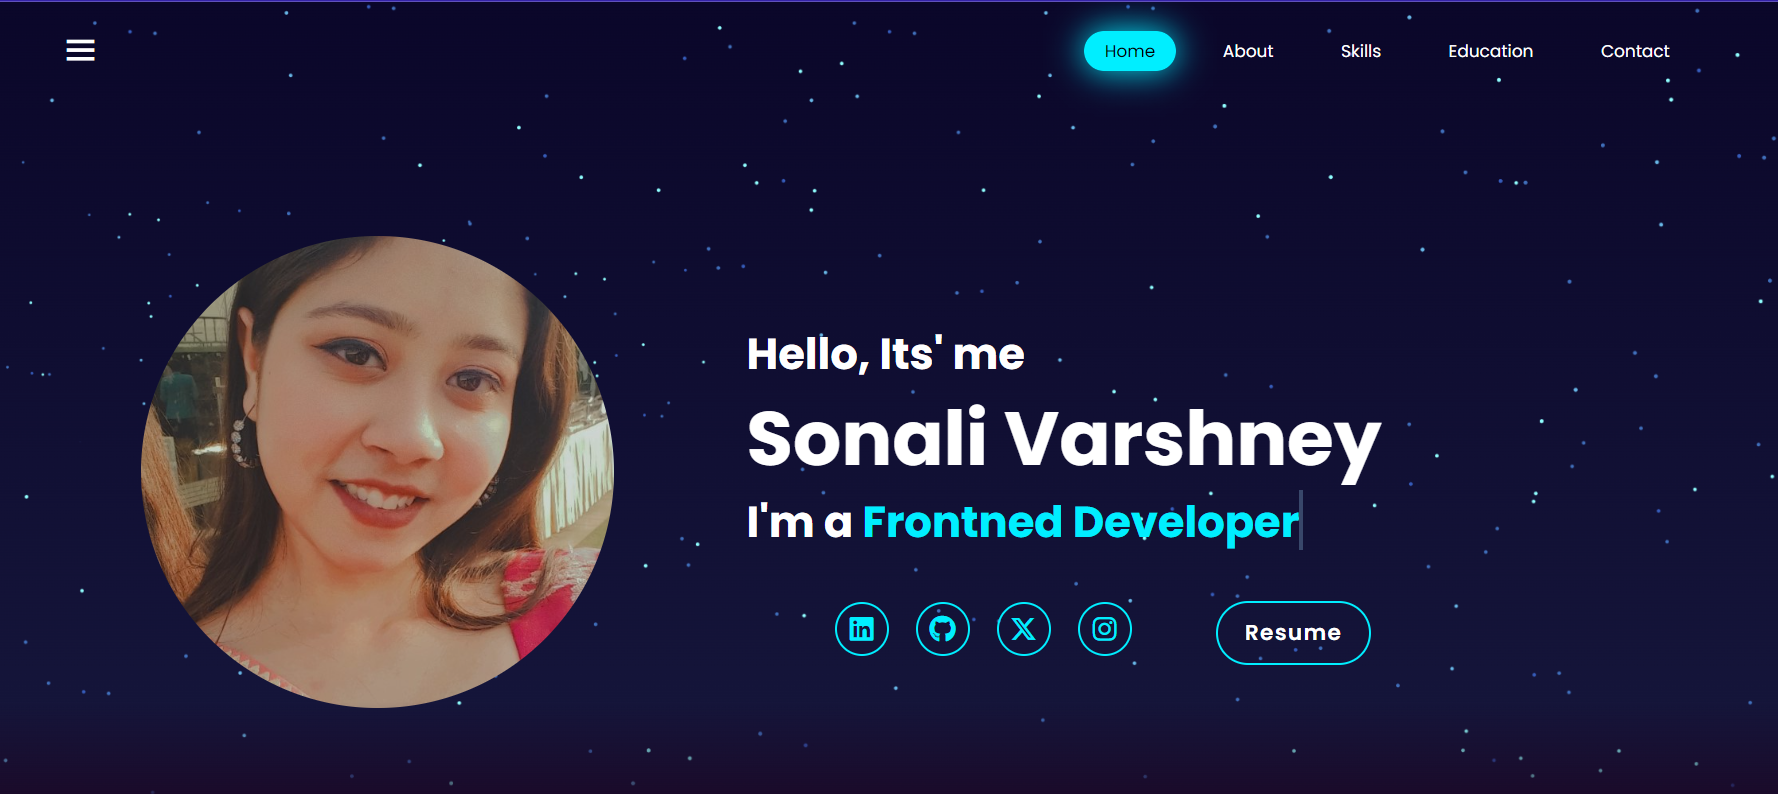 Home About Skills Education Contact
Hello, Its' me
Sonali Varshney
I'm a Frontned Developer
Resume